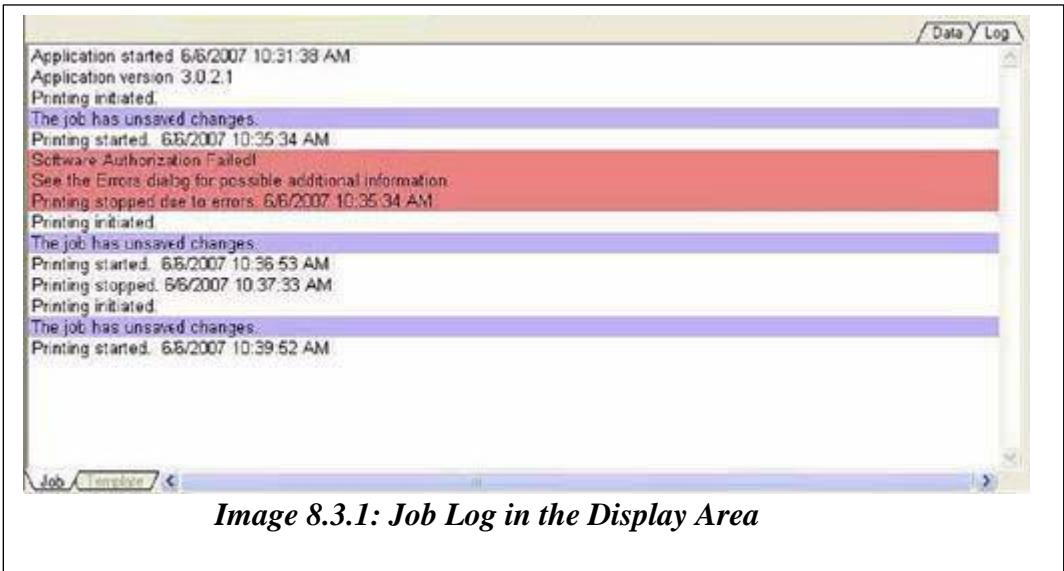 Data Log
Application started 6/6/2007 10:31:38 AM
Application version 3.0.2.1
Printing initiated.
The job has unsaved changes.
Printing started. 6/6/2007 10:35:34 AM
Software Authorization Failed!
See the Errors dialog for possible additional information
Printing stopped due to errors. 6/6/2007 10:35:34 AM
Printing initiated.
The job has unsaved changes.
Printing started. 6/6/2007 10:36:53 AM
Printing stopped. 6/6/2007 10:37:33 AM
Printing initiated.
The job has unsaved changes.
Printing started. 6/6/2007 10:39:52 AM
Job Template
Image 8.3.1: Job Log in the Display Area